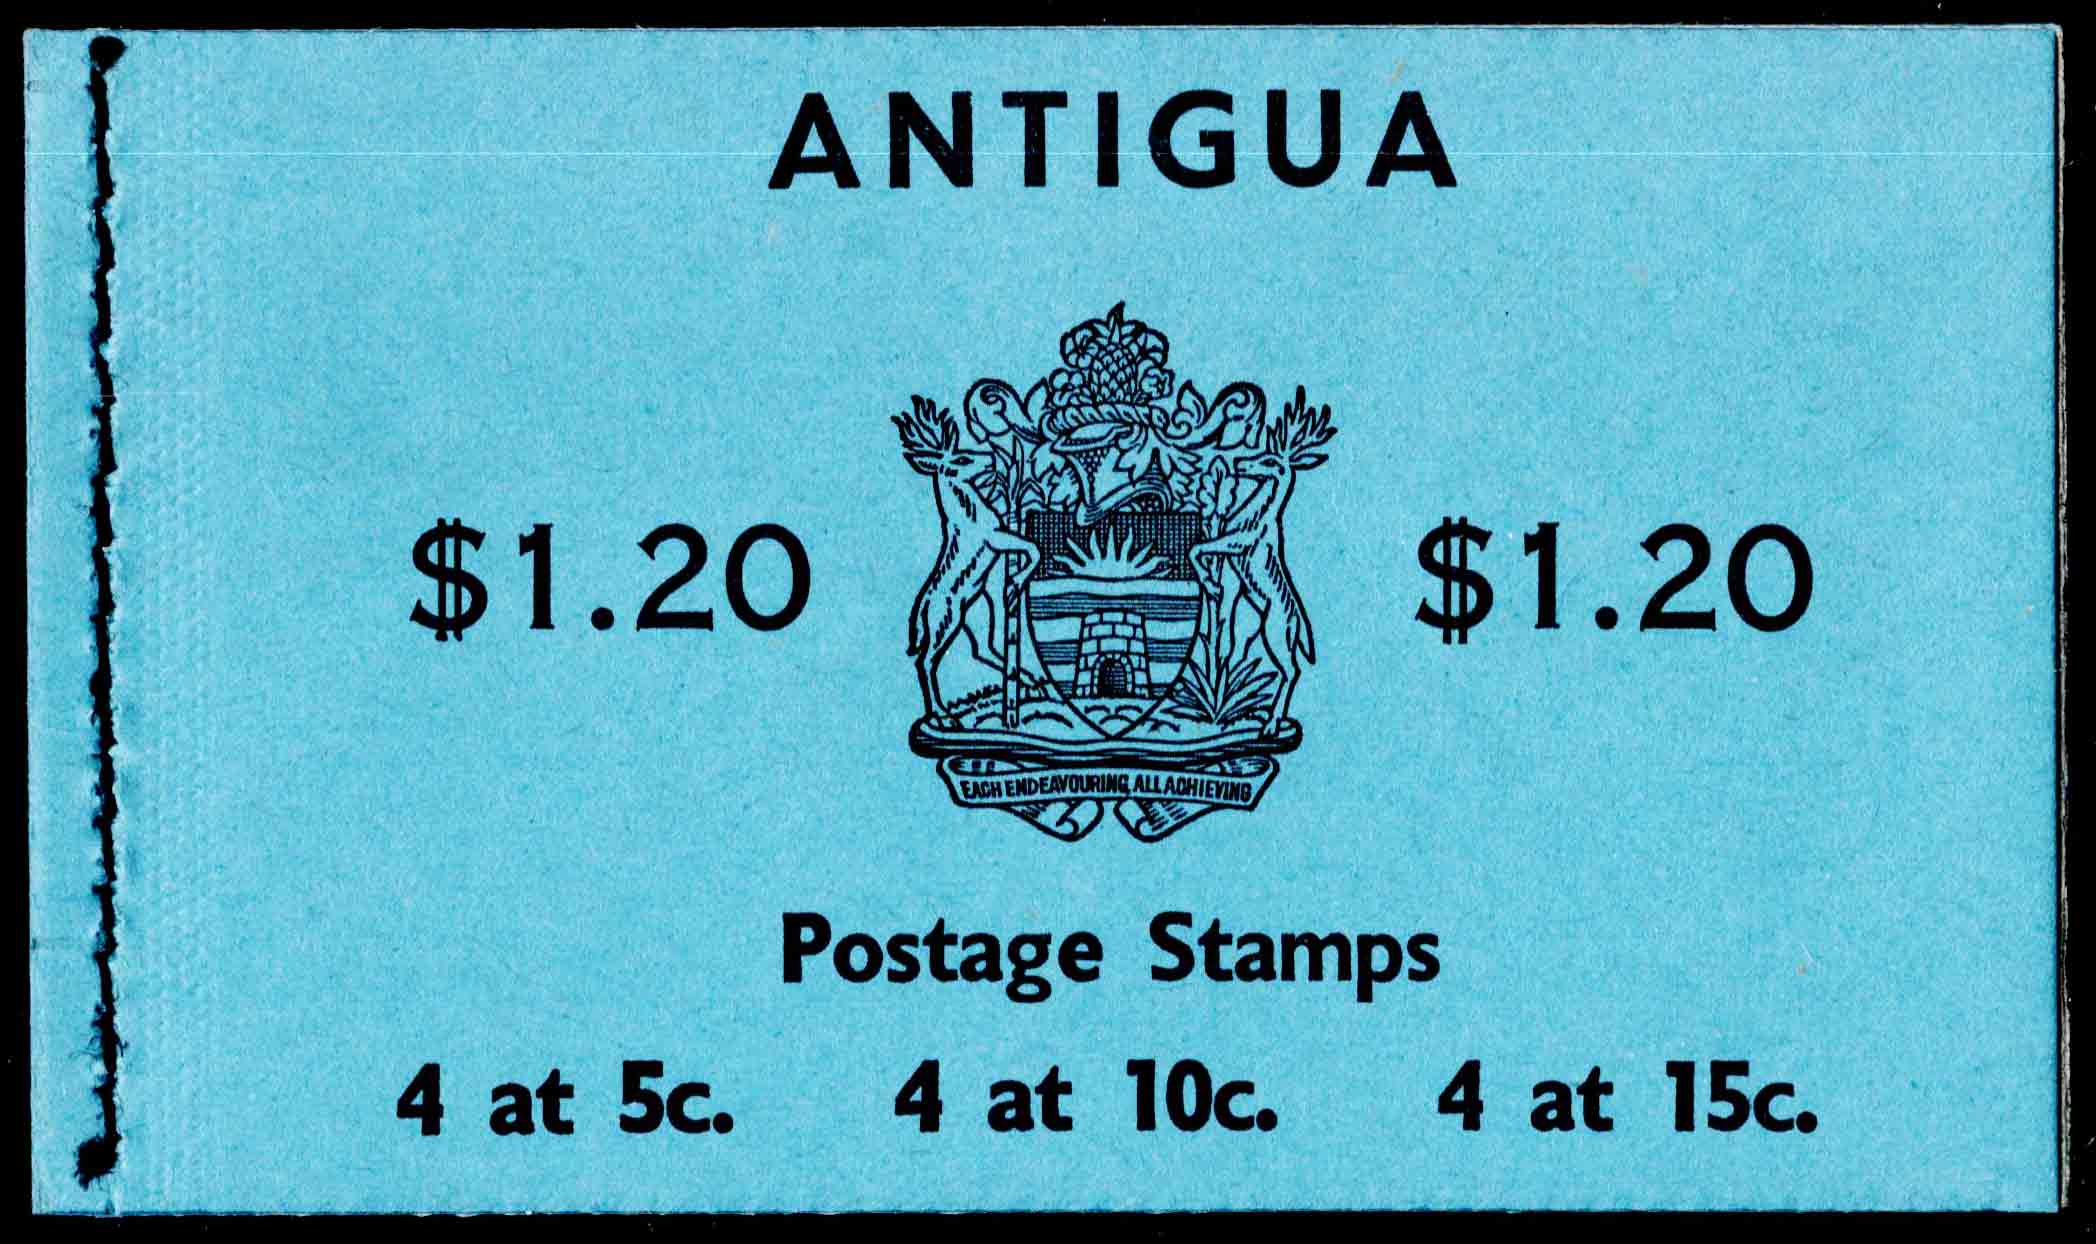 ANTIGUA
$1.20 $1.20
EACH ENDEAVOURING, ALL ACHIEVING
Postage Stamps
4 at 5c. 4 at 10c. 4 at 15c.